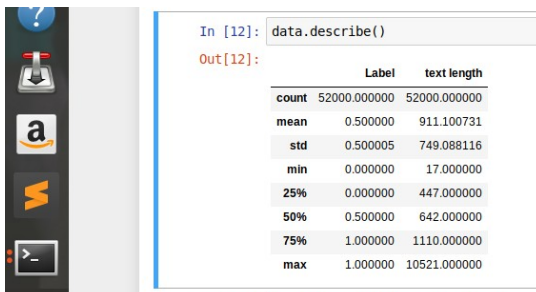 In [12]: data.describe()
Out[12]:
Label text length
count 52000.000000 52000.000000
mean 0.500000 911.100731
std 0.500005 749.088116
min 0.000000 17.000000
25% 0.000000 447.000000
50% 0.500000 642.000000
75% 1.000000 1110.000000
max 1.000000 10521.000000
?
a
>_